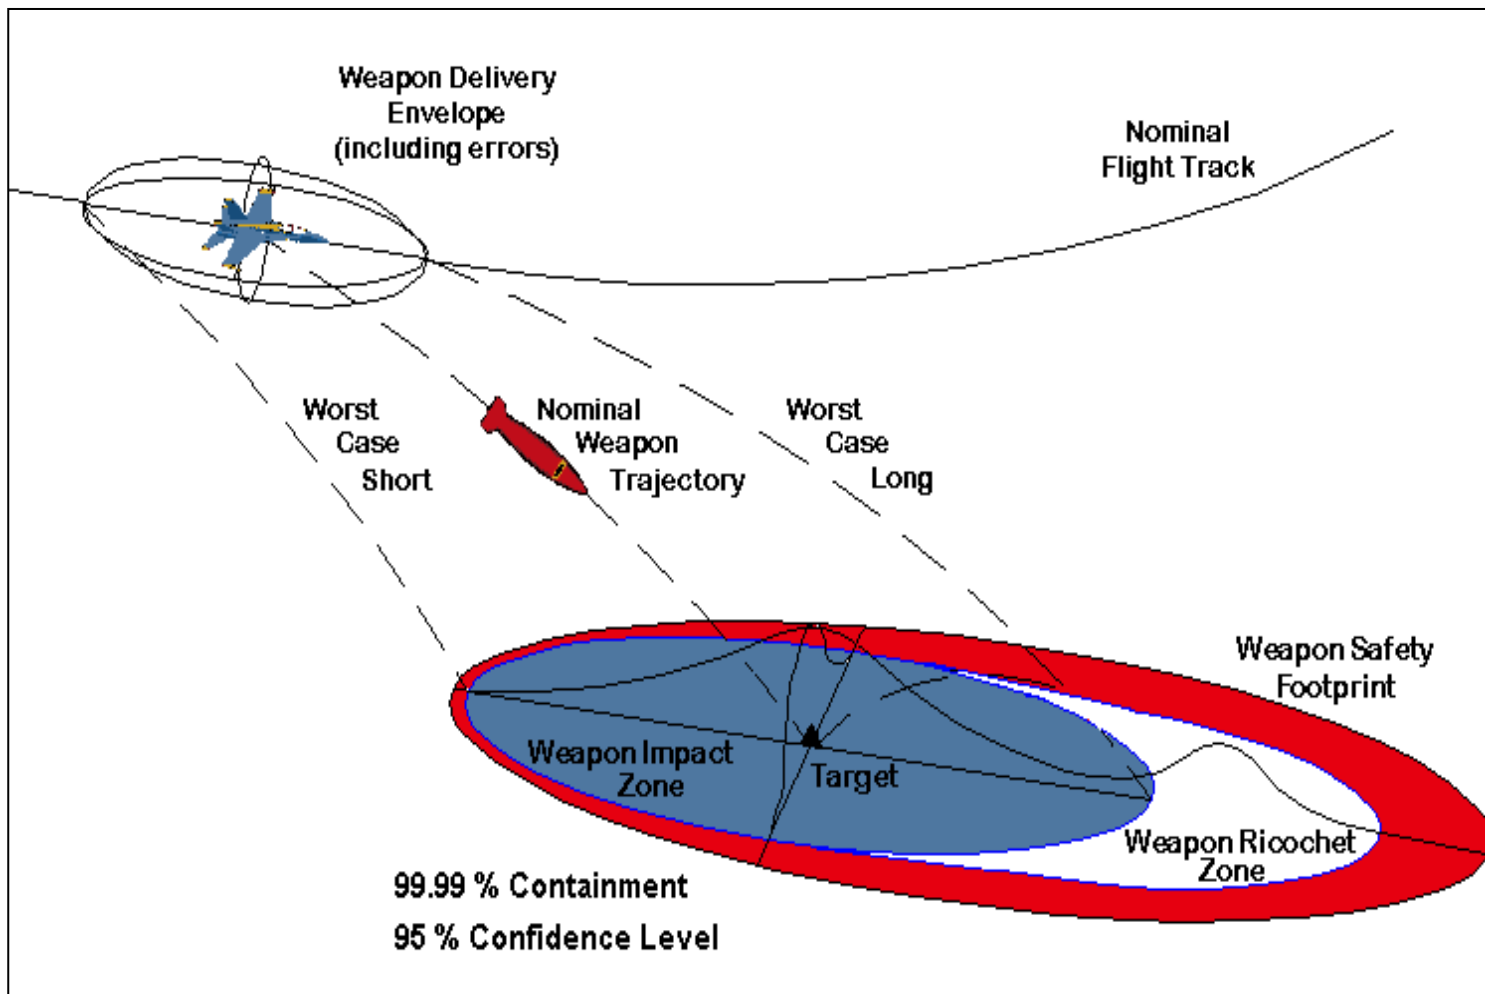 Weapon Delivery
Envelope
(including errors)
Nominal
Flight Track
Worst
Case
Short
Nominal
Weapon
Trajectory
Worst
Case
Long
Weapon Safety
Footprint
Weapon Impact
Zone
Target
Weapon Ricochet
Zone
99.99 % Containment
95 % Confidence Level